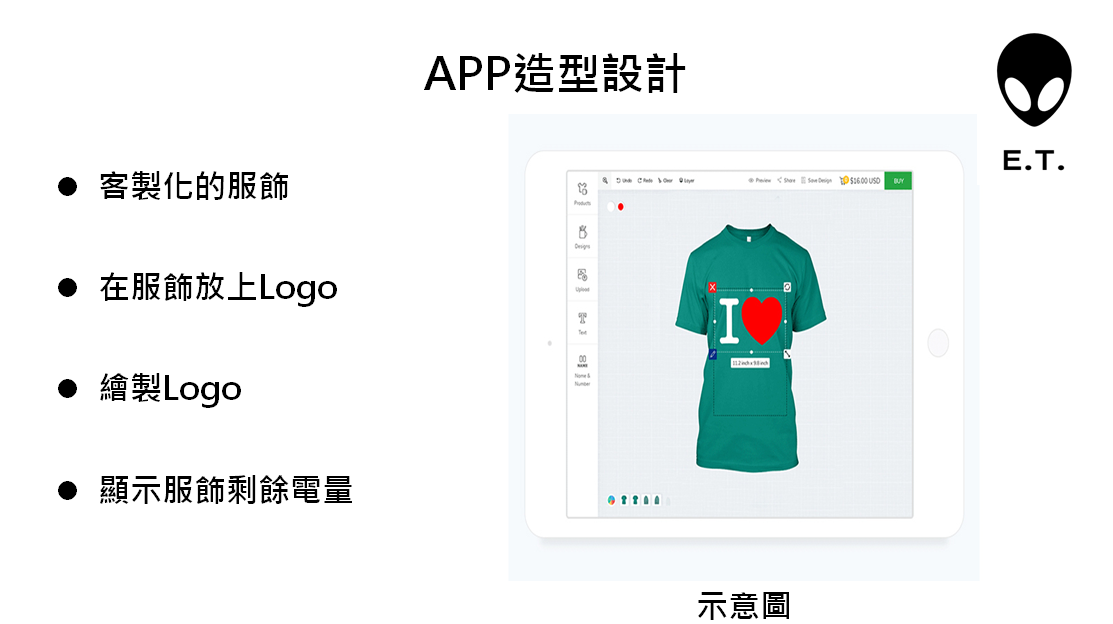 APP造型設計
E.T.
客製化的服飾
在服飾放上Logo
繪製Logo
顯示服飾剩餘電量
Undo Redo Clear Layer Preview Share Save Design $16.00 USD BUY
Products
Designs
Upload
Text
NAME
Name &
Number
I
11.2 inch x 9.8 inch
示意圖